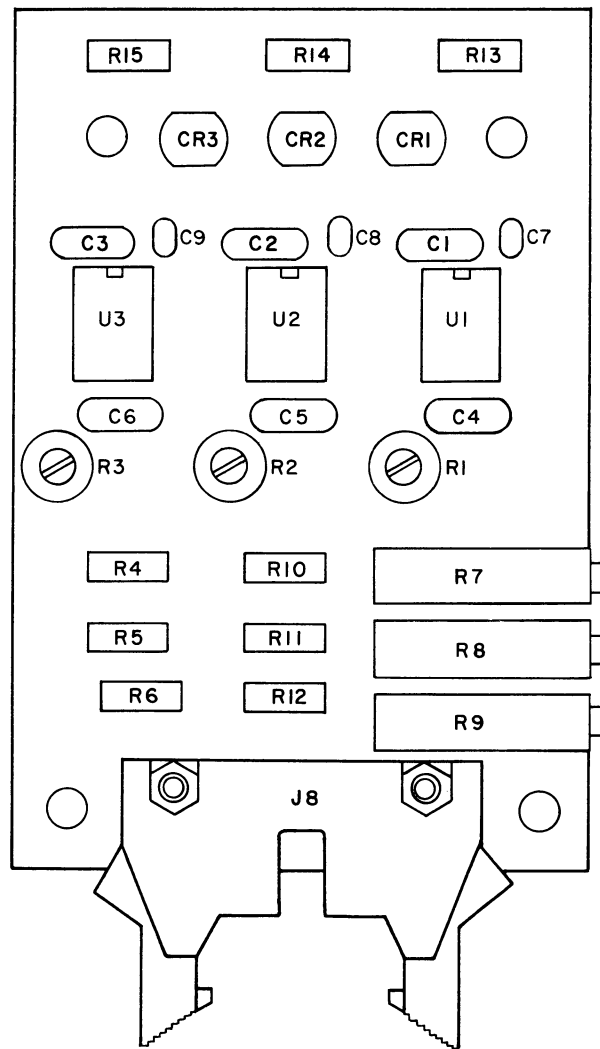 R15 R14 R13
CR3 CR2 CR1
C3 C9 C2 C8 C1 C7
U3 U2 U1
C6 C5 C4
R3 R2 R1
R4 R10 R7
R5 R11 R8
R6 R12 R9
J8